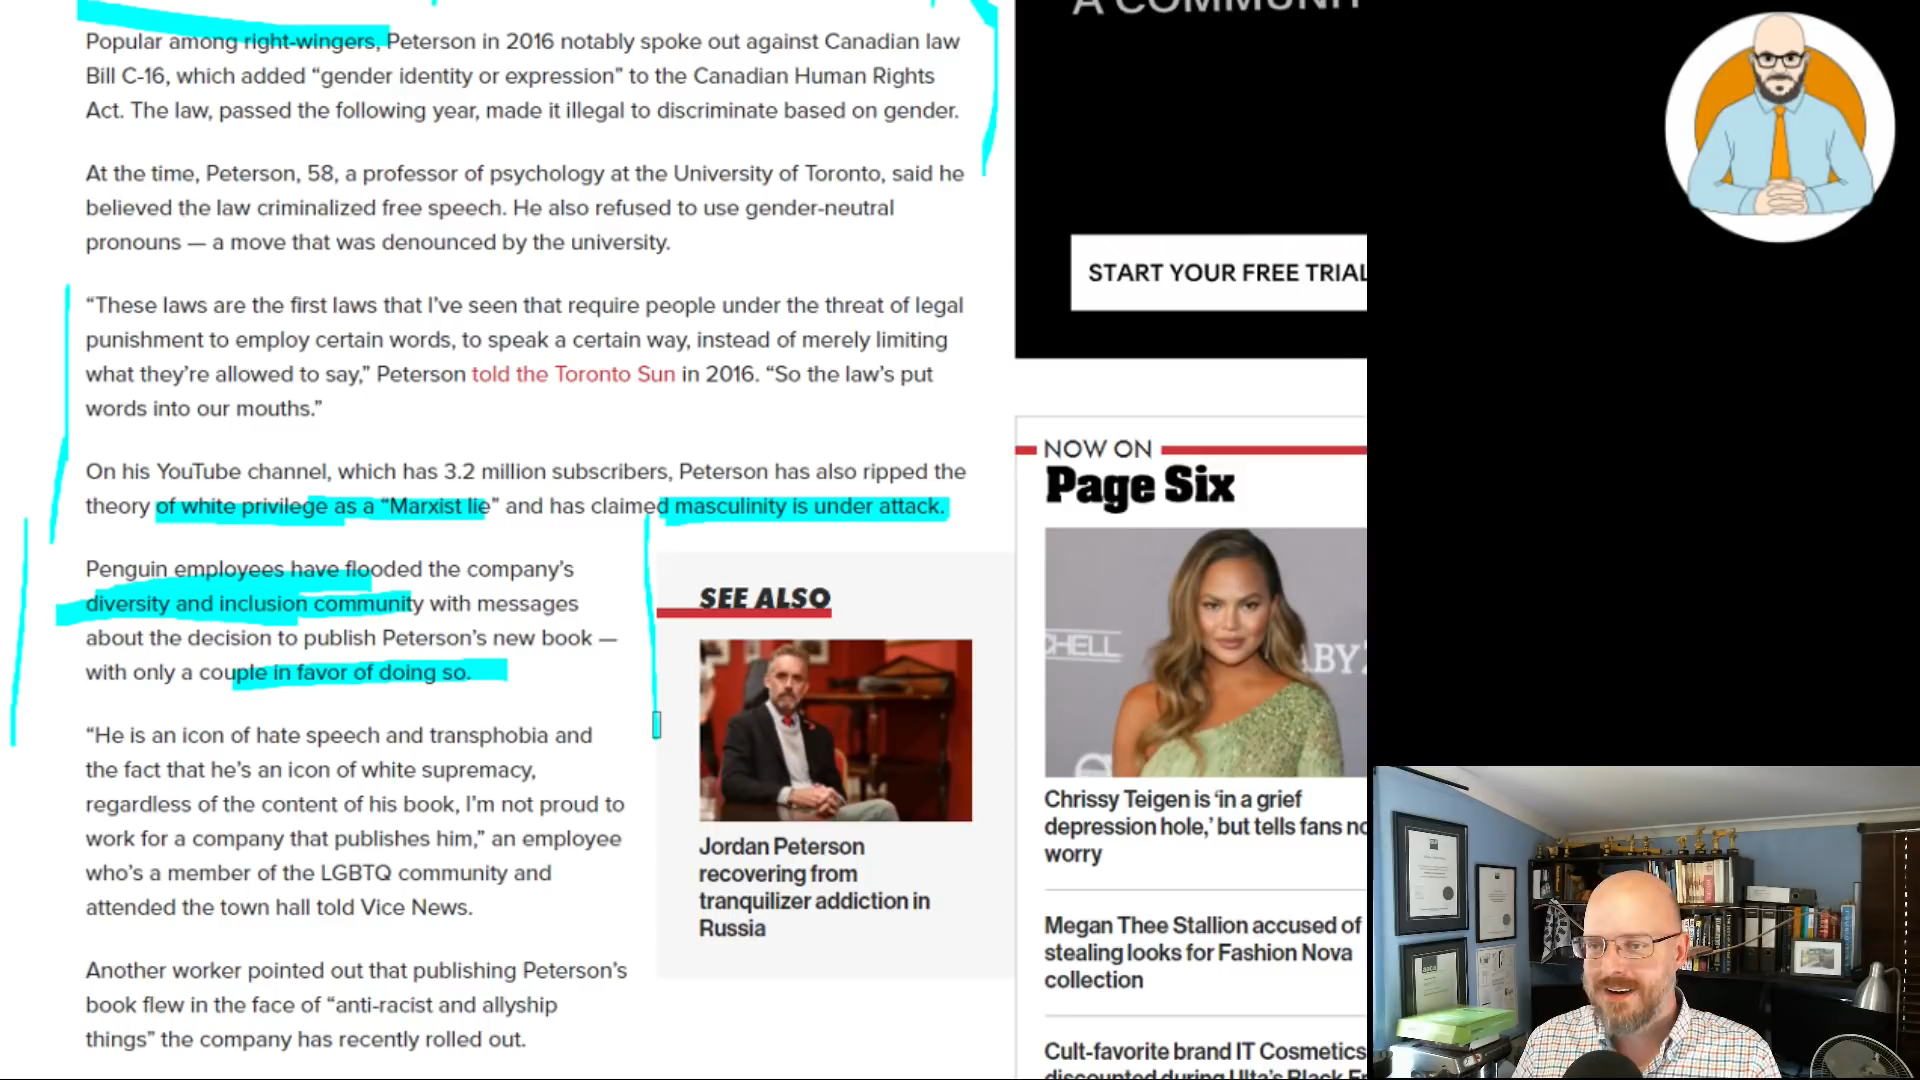 Popular among right-wingers, Peterson in 2016 notably spoke out against Canadian law
Bill C-16, which added “gender identity or expression” to the Canadian Human Rights
Act. The law, passed the following year, made it illegal to discriminate based on gender.
At the time, Peterson, 58, a professor of psychology at the University of Toronto, said he
believed the law criminalized free speech. He also refused to use gender-neutral
pronouns — a move that was denounced by the university.
“These laws are the first laws that I’ve seen that require people under the threat of legal
punishment to employ certain words, to speak a certain way, instead of merely limiting
what they’re allowed to say,” Peterson told the Toronto Sun in 2016. “So the law’s put
words into our mouths.”
On his YouTube channel, which has 3.2 million subscribers, Peterson has also ripped the
theory of white privilege as a “Marxist lie” and has claimed masculinity is under attack.
Penguin employees have flooded the company’s
diversity and inclusion community with messages
about the decision to publish Peterson’s new book —
with only a couple in favor of doing so.
“He is an icon of hate speech and transphobia and
the fact that he’s an icon of white supremacy,
regardless of the content of his book, I’m not proud to
work for a company that publishes him,” an employee
who’s a member of the LGBTQ community and
attended the town hall told Vice News.
Another worker pointed out that publishing Peterson’s
book flew in the face of “anti-racist and allyship
things” the company has recently rolled out.
SEE ALSO
Jordan Peterson
recovering from
tranquilizer addiction in
Russia
A COMMUNI
START YOUR FREE TRIAL
NOW ON
Page Six
CHELL
ABY
Chrissy Teigen is ‘in a grief
depression hole,’ but tells fans no
worry
Megan Thee Stallion accused of
stealing looks for Fashion Nova
collection
Cult-favorite brand IT Cosmetics
discounted during Ulta’s Black Fr